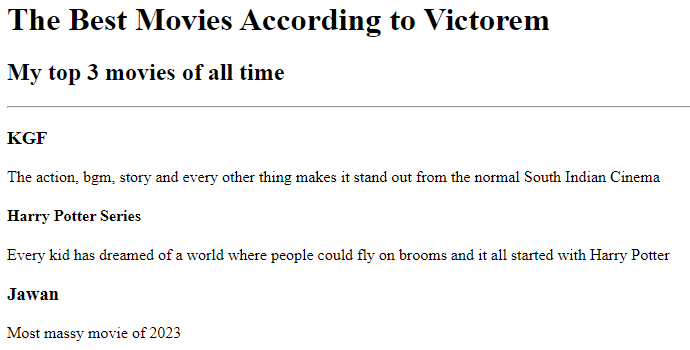 The Best Movies According to Victorem
My top 3 movies of all time
KGF
The action, bgm, story and every other thing makes it stand out from the normal South Indian Cinema
Harry Potter Series
Every kid has dreamed of a world where people could fly on brooms and it all started with Harry Potter
Jawan
Most massy movie of 2023